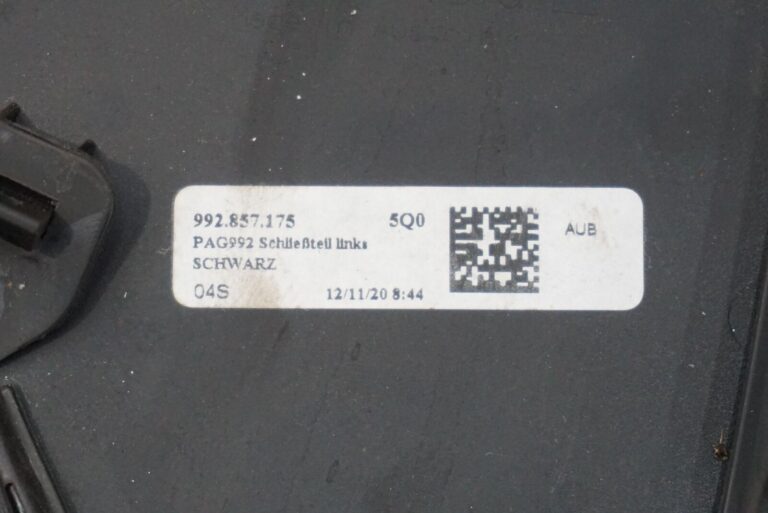 992.857.175 5Q0
PAG992 Schließteil links
SCHWARZ
04S 12/11/20 8:44
AUB